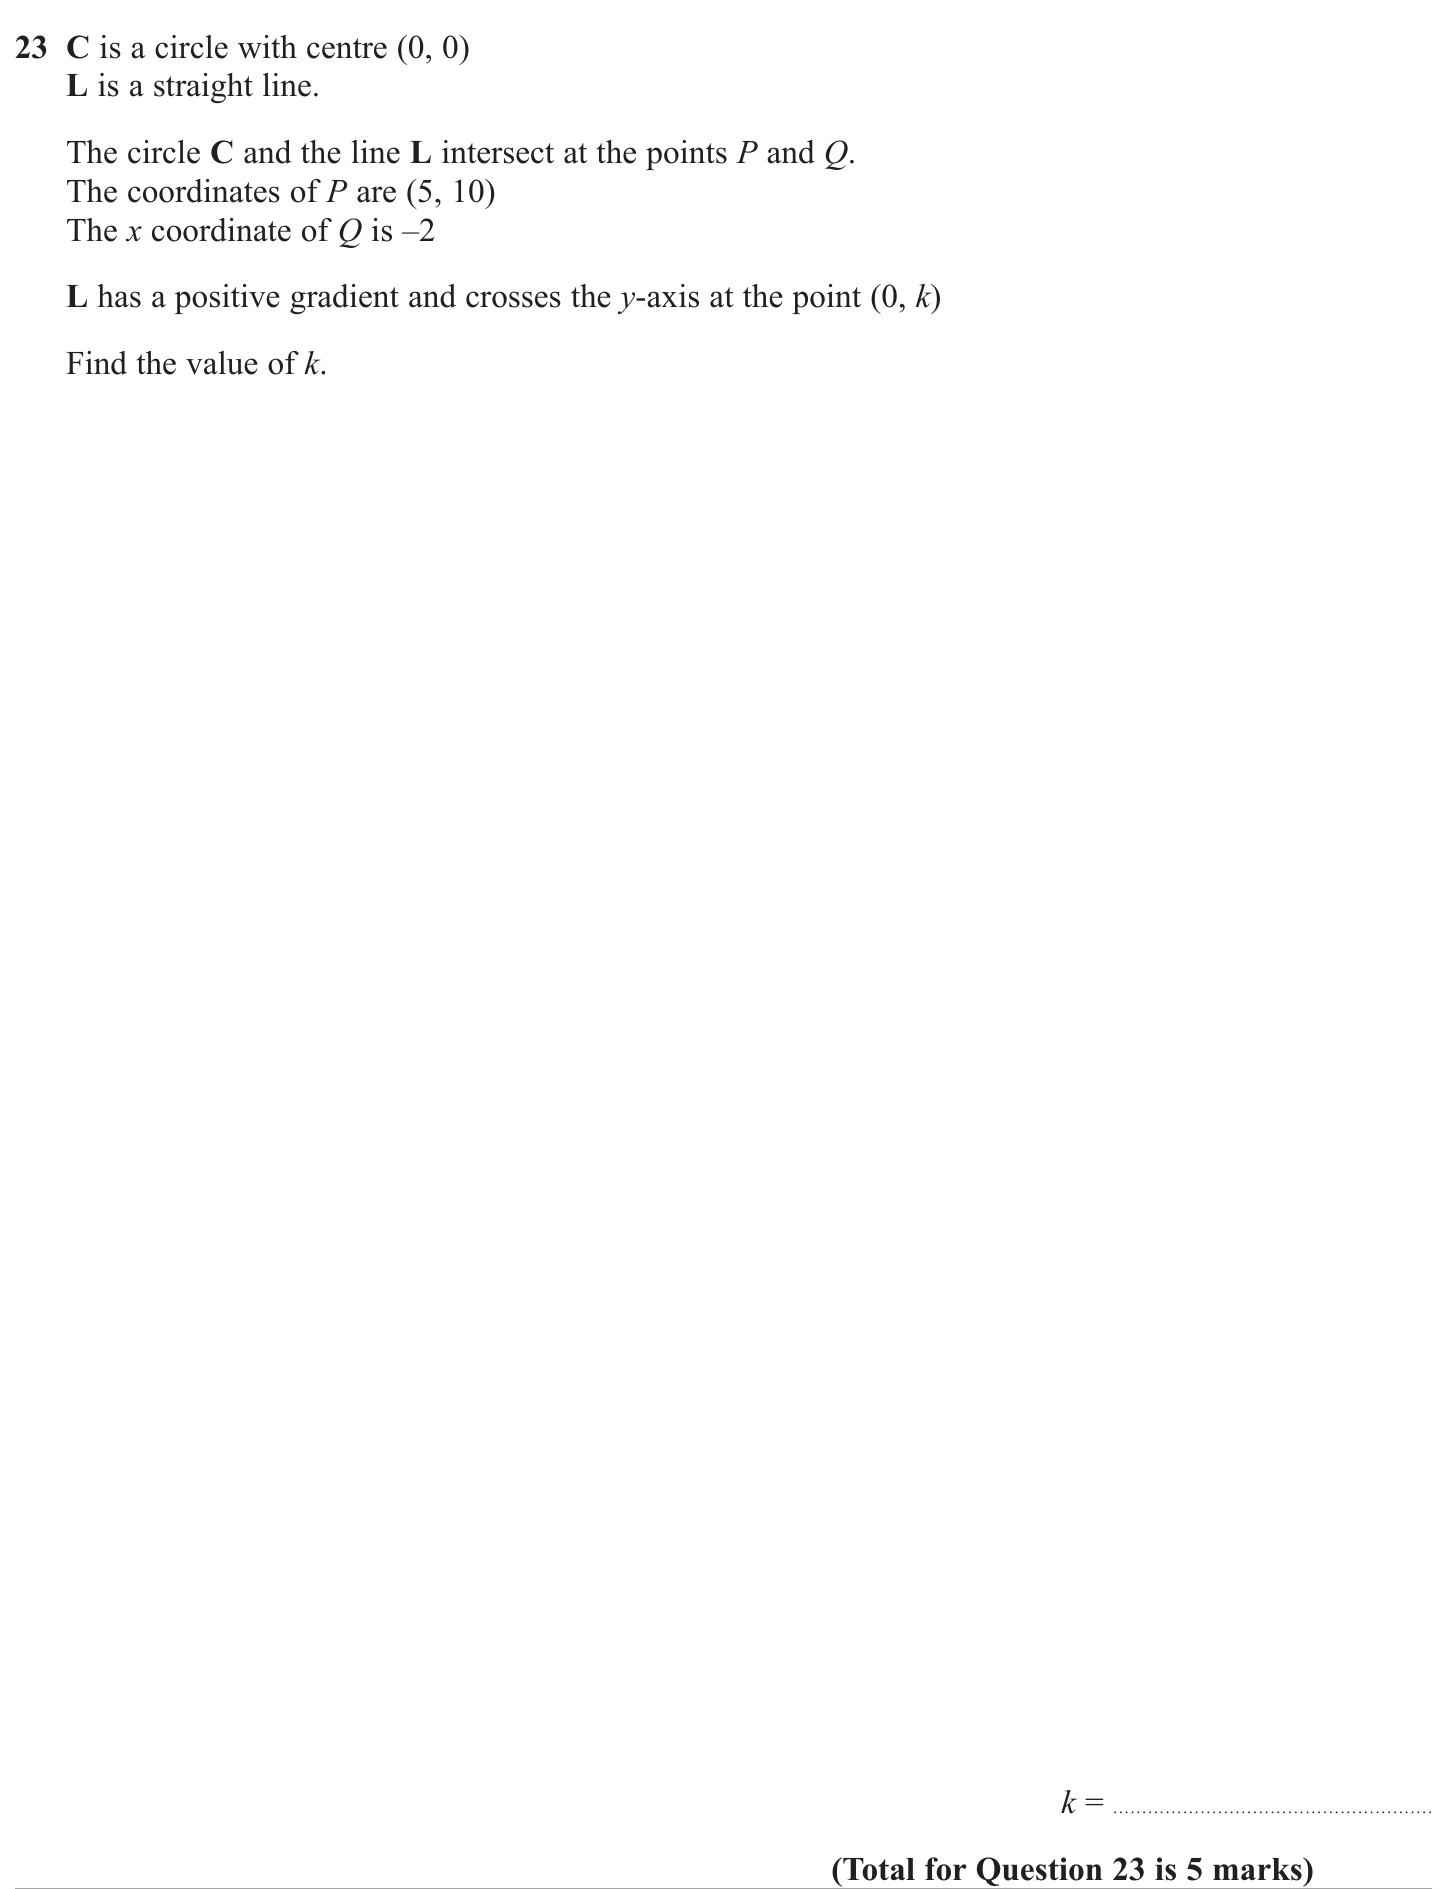 23 C is a circle with centre (0, 0)
L is a straight line.
The circle C and the line L intersect at the points P and Q.
The coordinates of P are (5, 10)
The x coordinate of Q is –2
L has a positive gradient and crosses the y-axis at the point (0, k)
Find the value of k.
k = ........................................................
(Total for Question 23 is 5 marks)